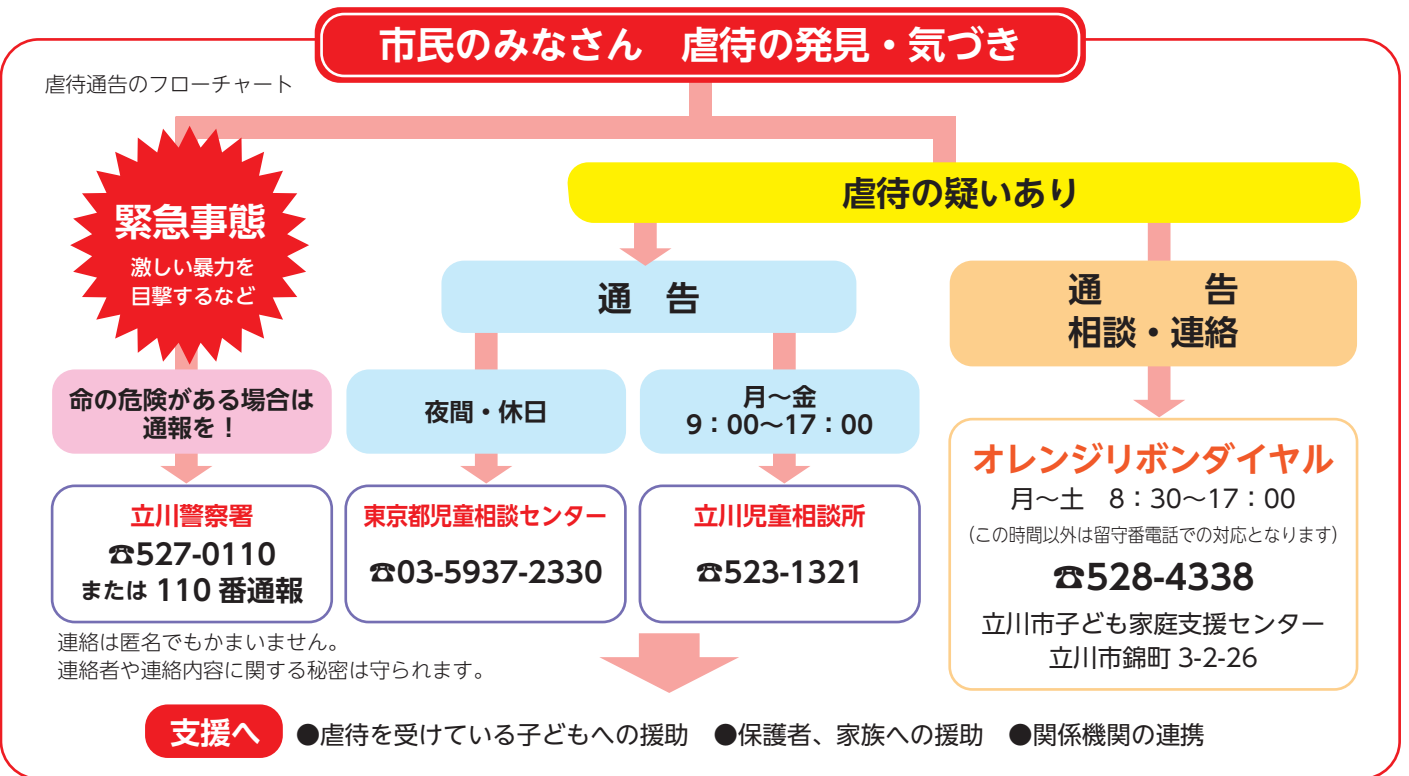 市民のみなさん　虐待の発見・気づき
虐待通告のフローチャート
緊急事態
激しい暴力を
目撃するなど
命の危険がある場合は
通報を！
立川警察署
☎527-0110
または 110 番通報
虐待の疑いあり
通　告
夜間・休日
東京都児童相談センター
☎03-5937-2330
月～金
9：00～17：00
立川児童相談所
☎523-1321
通　　　告
相談・連絡
オレンジリボンダイヤル
月～土　8：30～17：00
(この時間以外は留守番電話での対応となります)
☎528-4338
立川市子ども家庭支援センター
立川市錦町 3-2-26
連絡は匿名でもかまいません。
連絡者や連絡内容に関する秘密は守られます。
支援へ　●虐待を受けている子どもへの援助　●保護者、家族への援助　●関係機関の連携